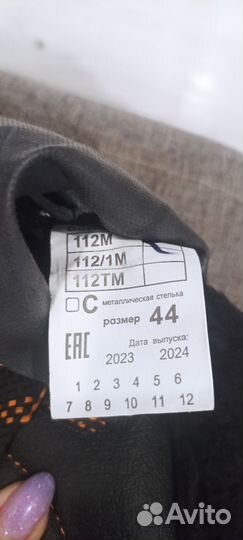 112М
112/1М
112ТМ
С металлическая стелька
размер 44
EAC Дата выпуска:
2023 2024
1 2 3 4 5 6
7 8 9 10 11 12
Avito